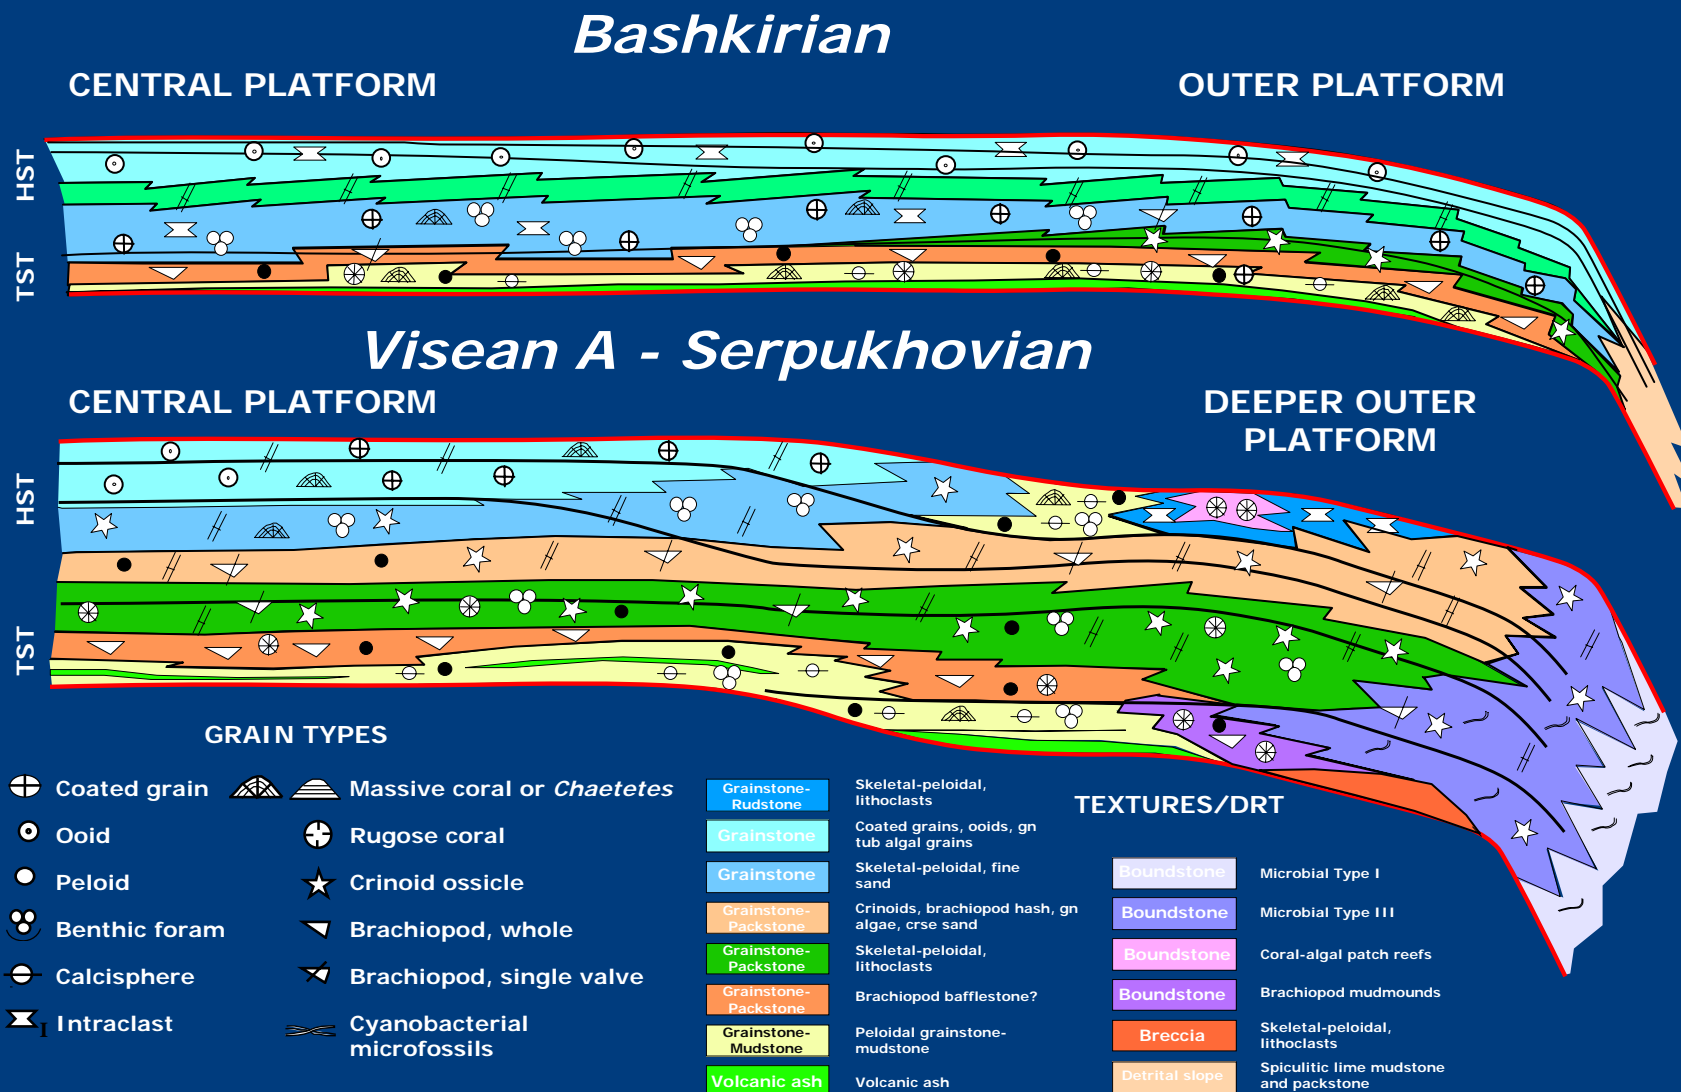 Bashkirian
CENTRAL PLATFORM
OUTER PLATFORM
HST
TST
Visean A - Serpukhovian
CENTRAL PLATFORM
DEEPER OUTER
PLATFORM
HST
TST
GRAIN TYPES
Coated grain
Ooid
Peloid
Benthic foram
Calcisphere
I Intraclast
Massive coral or Chaetetes
Rugose coral
Crinoid ossicle
Brachiopod, whole
Brachiopod, single valve
Cyanobacterial
microfossils
TEXTURES/DRT
Grainstone-
Rudstone
Skeletal-peloidal,
lithoclasts
Grainstone
Coated grains, ooids, gn
tub algal grains
Grainstone
Skeletal-peloidal, fine
sand
Grainstone-
Packstone
Crinoids, brachiopod hash, gn
algae, crse sand
Grainstone-
Packstone
Skeletal-peloidal,
lithoclasts
Grainstone-
Packstone
Brachiopod bafflestone?
Grainstone-
Mudstone
Peloidal grainstone-
mudstone
Volcanic ash
Volcanic ash
Boundstone
Microbial Type I
Boundstone
Microbial Type III
Boundstone
Coral-algal patch reefs
Boundstone
Brachiopod mudmounds
Breccia
Skeletal-peloidal,
lithoclasts
Detrital slope
Spiculitic lime mudstone
and packstone